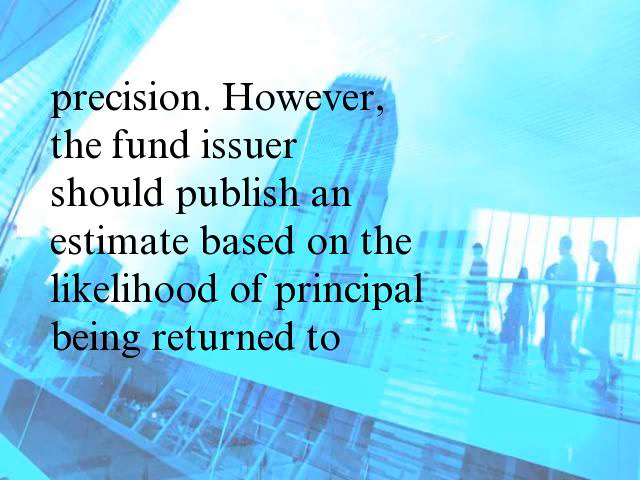 precision. However,
the fund issuer
should publish an
estimate based on the
likelihood of principal
being returned to